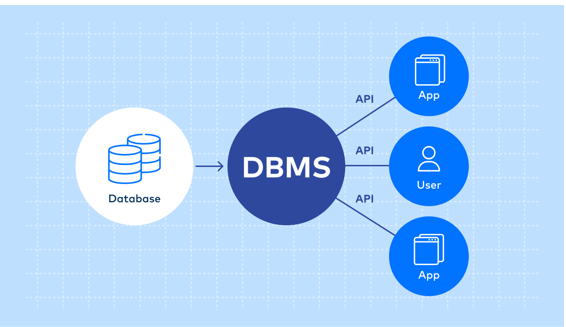 Database
DBMS
API
App
API
User
API
App